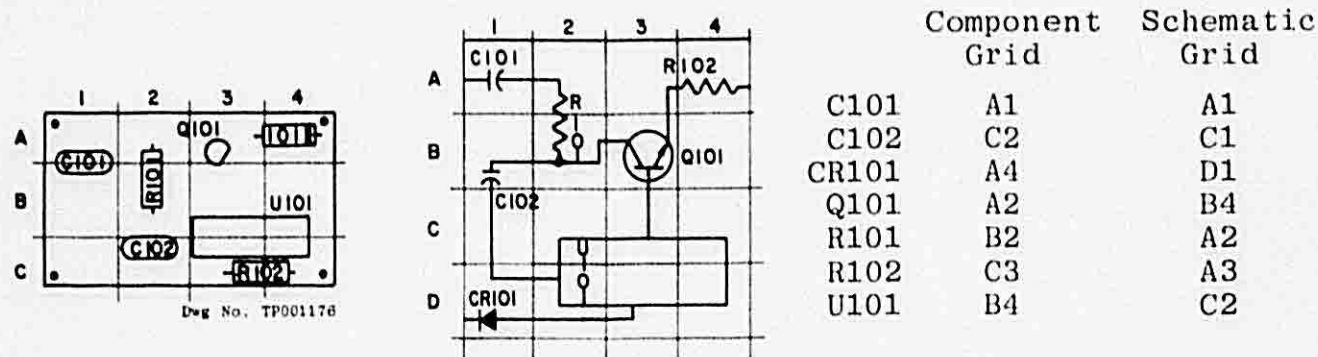 1 2 3 4
A
B
C
Q101
101
C101
R101
U101
C102
R102
Dwg No. TP001176
1 2 3 4
A
B
C
D
C101
R102
R
I
O
Q101
C102
U
I
O
CR101
Component Schematic
Grid Grid
C101 A1 A1
C102 C2 C1
CR101 A4 D1
Q101 A2 B4
R101 B2 A2
R102 C3 A3
U101 B4 C2